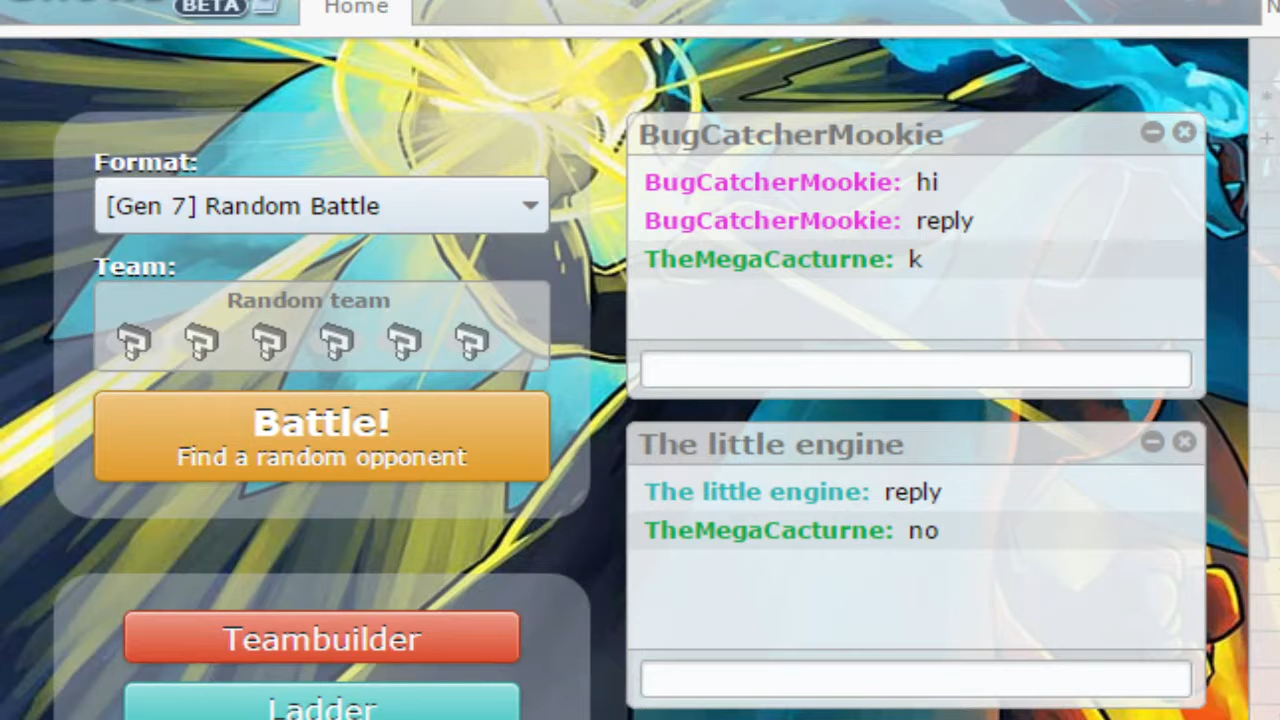 BETA
Home
Format:
[Gen 7] Random Battle
Team:
Random team
Battle!
Find a random opponent
Teambuilder
Ladder
BugCatcherMookie
BugCatcherMookie: hi
BugCatcherMookie: reply
TheMegaCacturne: k
The little engine
The little engine: reply
TheMegaCacturne: no